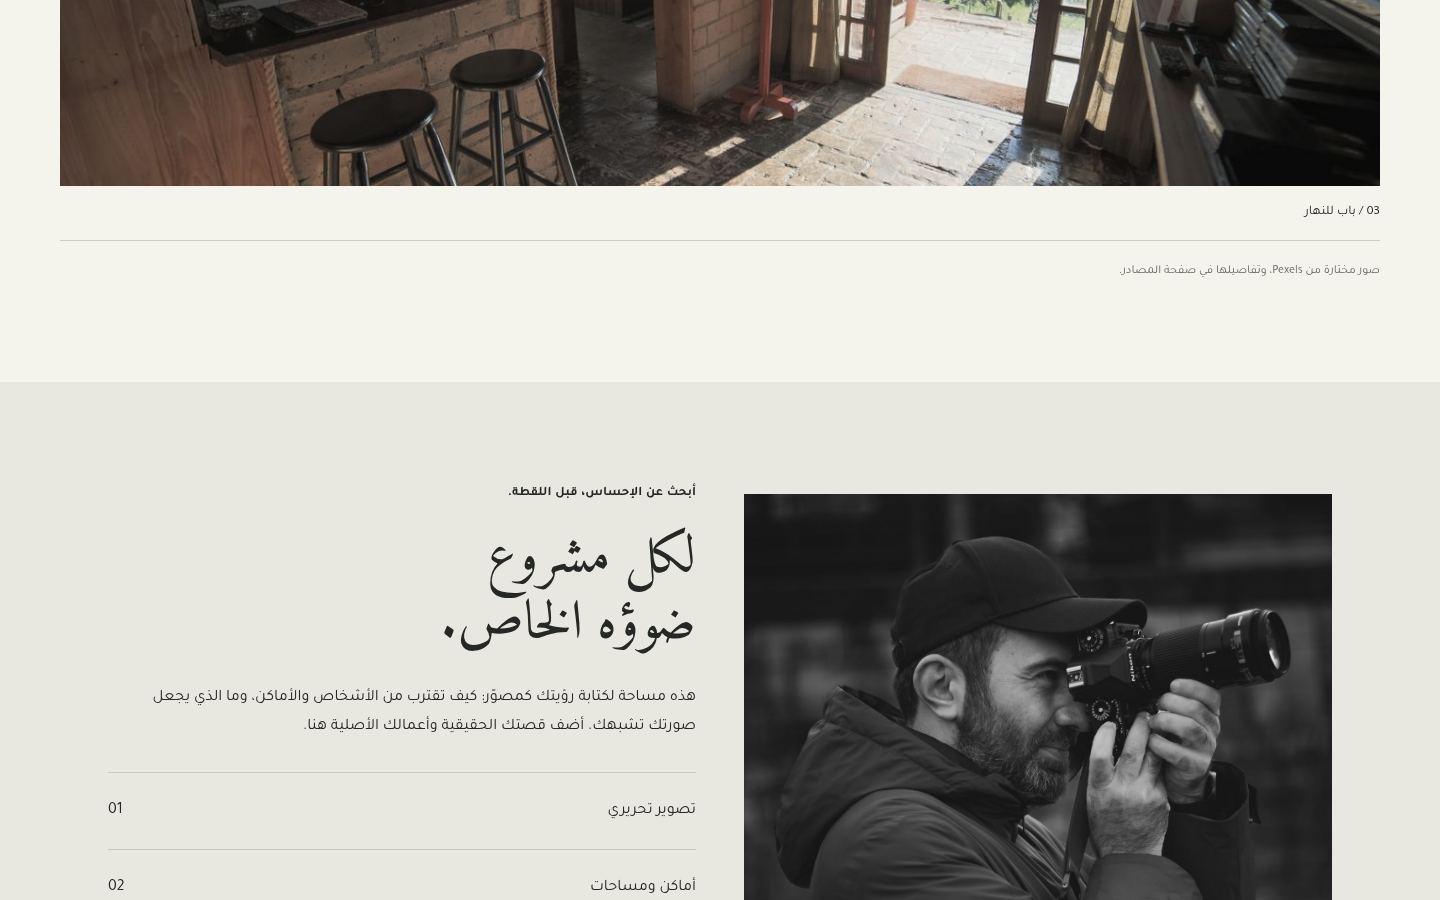 03 / باب للنهار
صور مختارة من Pexels، وتفاصيلها في صفحة المصادر.
أبحث عن الإحساس، قبل اللقطة.
لكل مشروع
ضوؤه الخاص.
هذه مساحة لكتابة رؤيتك كمصوّر: كيف تقترب من الأشخاص والأماكن، وما الذي يجعل
صورتك تشبهك. أضف قصتك الحقيقية وأعمالك الأصلية هنا.
تصوير تحريري 01
أماكن ومساحات 02
Nikon